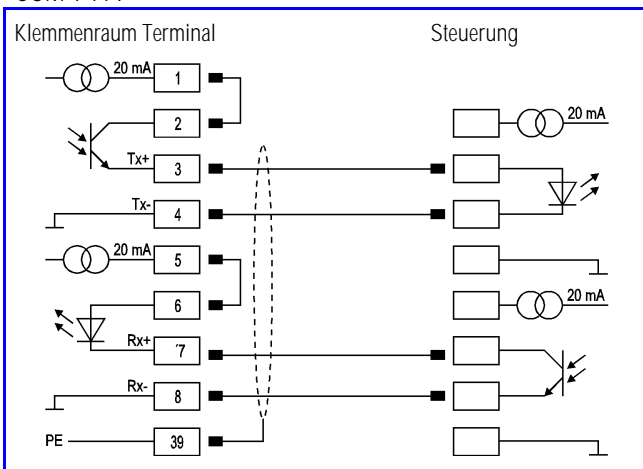 Klemmenraum Terminal Steuerung
20 mA 1
2 20 mA
Tx+ 3
Tx- 4
20 mA 5
6 20 mA
Rx+ ´7
Rx- 8
PE 39